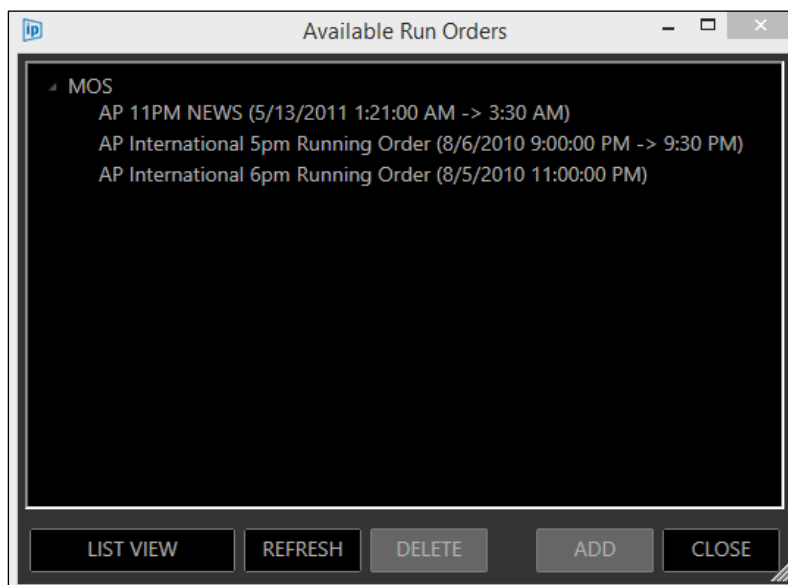 ip Available Run Orders
MOS
AP 11PM NEWS (5/13/2011 1:21:00 AM -> 3:30 AM)
AP International 5pm Running Order (8/6/2010 9:00:00 PM -> 9:30 PM)
AP International 6pm Running Order (8/5/2010 11:00:00 PM)
LIST VIEW REFRESH DELETE ADD CLOSE